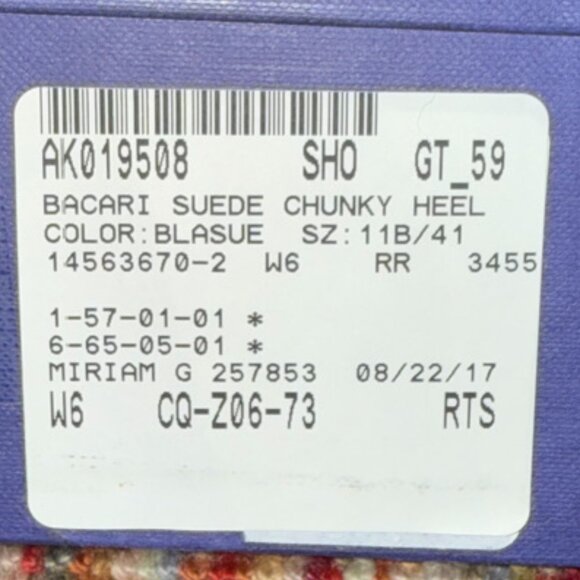 AK019508 SHO GT_59
BACARI SUEDE CHUNKY HEEL
COLOR:BLASUE SZ:11B/41
14563670-2 W6 RR 3455
1-57-01-01 *
6-65-05-01 *
MIRIAM G 257853 08/22/17
W6 CQ-Z06-73 RTS